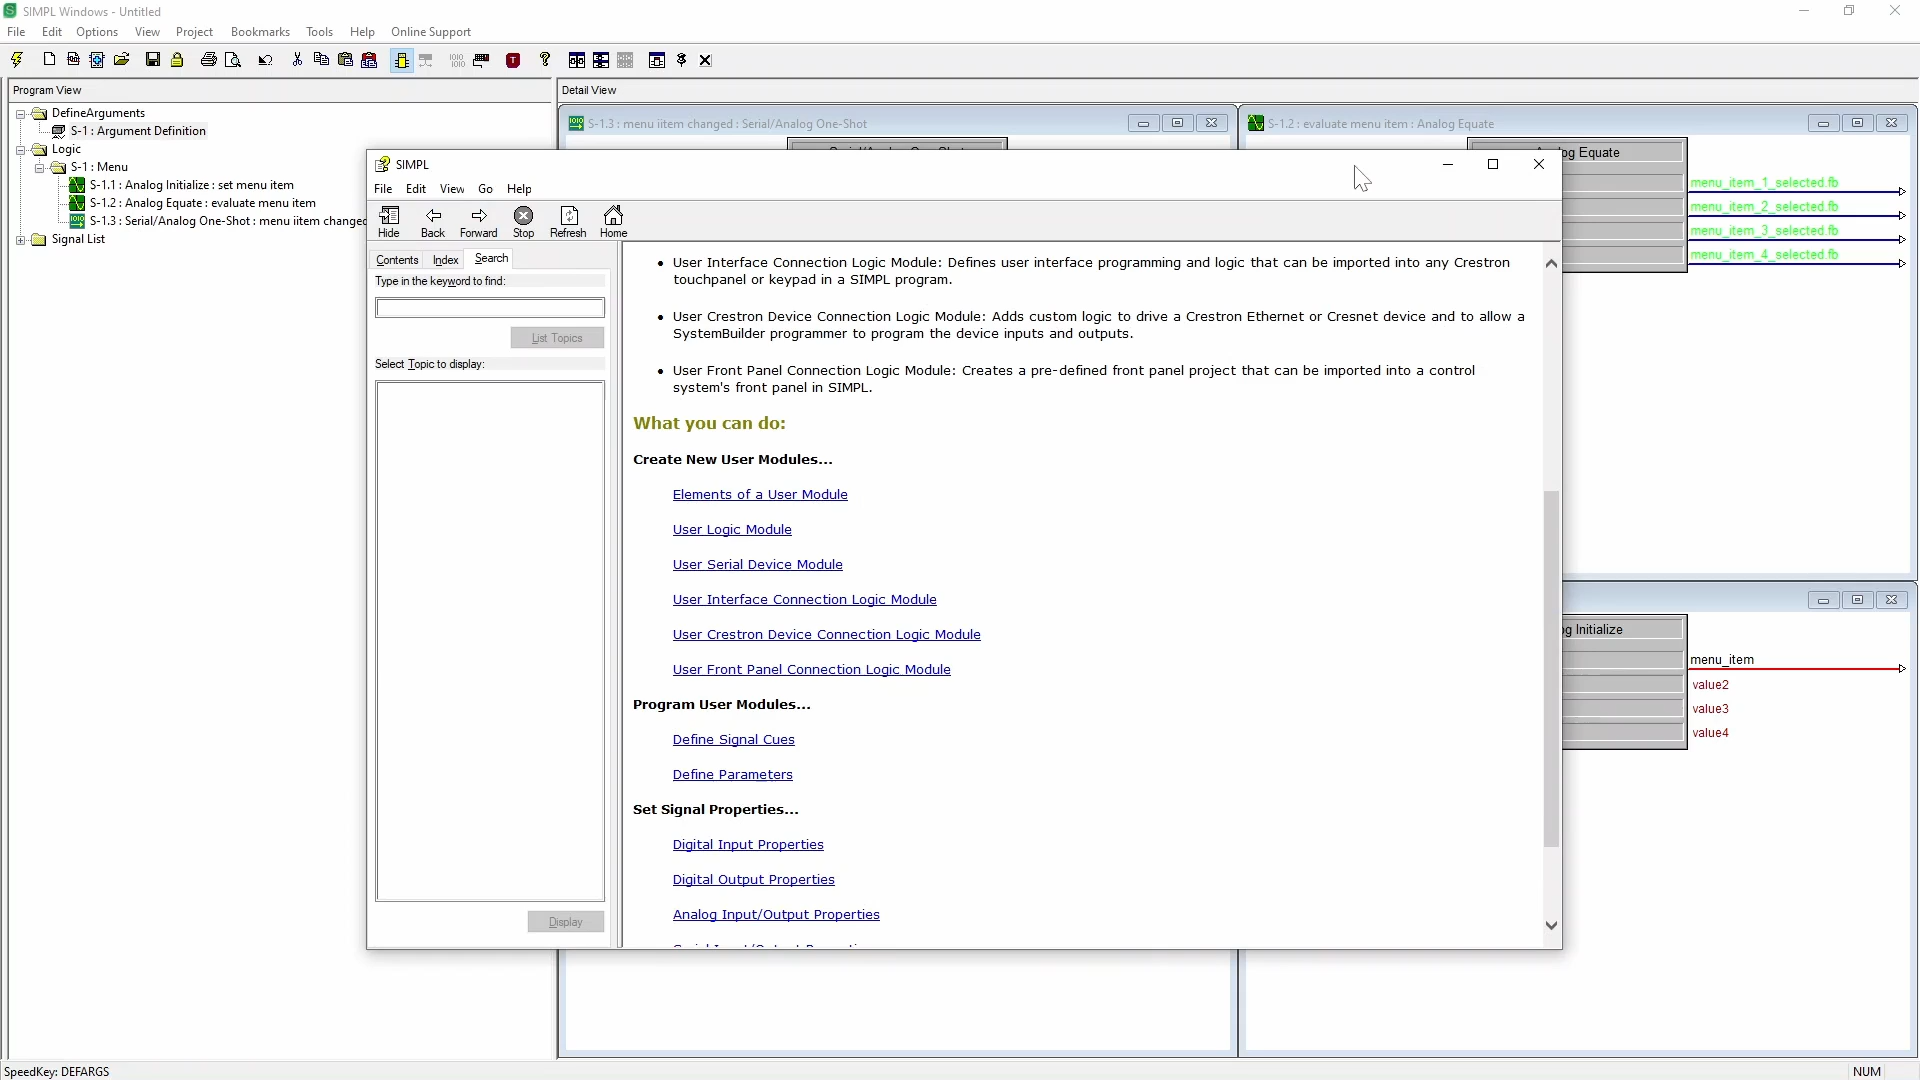 SIMPL Windows - Untitled
File Edit Options View Project Bookmarks Tools Help Online Support
Program View
Detail View
DefineArguments
S-1 : Argument Definition
Logic
S-1 : Menu
S-1.1 : Analog Initialize : set menu item
S-1.2 : Analog Equate : evaluate menu item
S-1.3 : Serial/Analog One-Shot : menu iitem changed
Signal List
S-1.3 : menu iitem changed : Serial/Analog One-Shot
S-1.2 : evaluate menu item : Analog Equate
og Equate
menu_item_1_selected.fb
menu_item_2_selected.fb
menu_item_3_selected.fb
menu_item_4_selected.fb
og Initialize
menu_item
value2
value3
value4
SIMPL
File Edit View Go Help
Hide Back Forward Stop Refresh Home
Contents Index Search
Type in the keyword to find:
List Topics
Select Topic to display:
Display
• User Interface Connection Logic Module: Defines user interface programming and logic that can be imported into any Crestron
touchpanel or keypad in a SIMPL program.
• User Crestron Device Connection Logic Module: Adds custom logic to drive a Crestron Ethernet or Cresnet device and to allow a
SystemBuilder programmer to program the device inputs and outputs.
• User Front Panel Connection Logic Module: Creates a pre-defined front panel project that can be imported into a control
system's front panel in SIMPL.
What you can do:
Create New User Modules...
Elements of a User Module
User Logic Module
User Serial Device Module
User Interface Connection Logic Module
User Crestron Device Connection Logic Module
User Front Panel Connection Logic Module
Program User Modules...
Define Signal Cues
Define Parameters
Set Signal Properties...
Digital Input Properties
Digital Output Properties
Analog Input/Output Properties
SpeedKey: DEFARGS
NUM